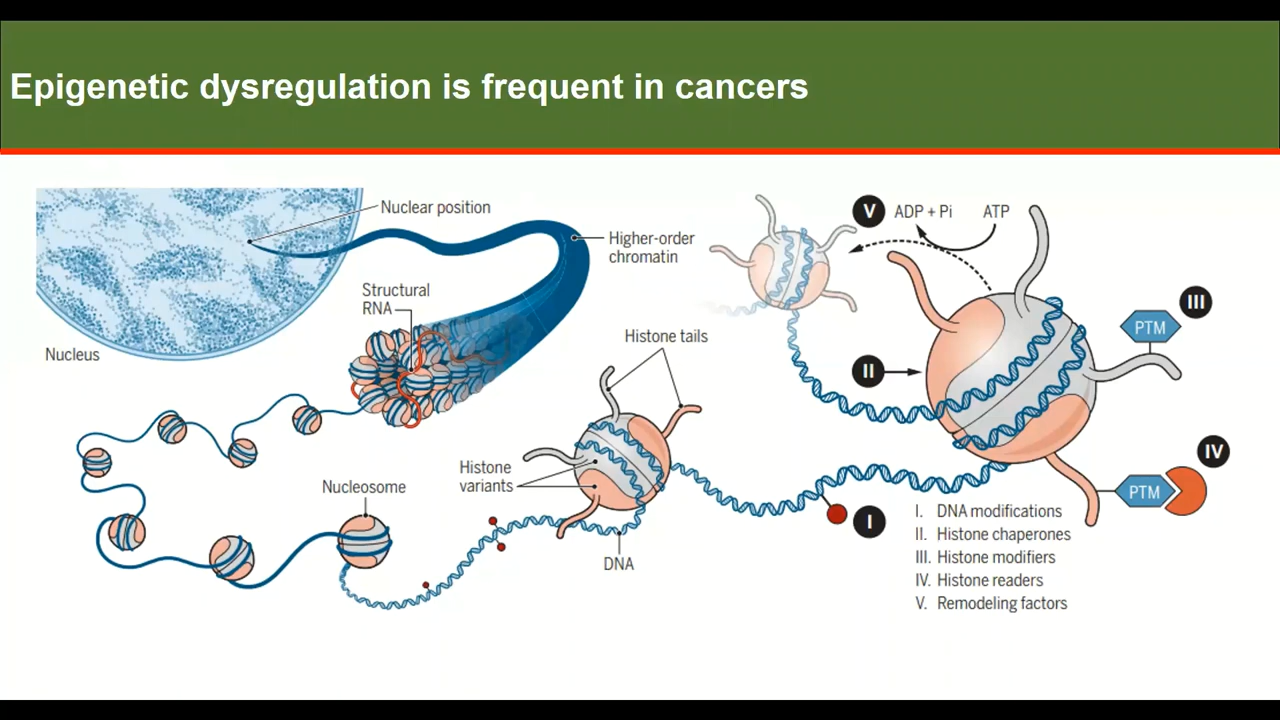 Epigenetic dysregulation is frequent in cancers
Nuclear position
Higher-order
chromatin
Structural
RNA
Nucleus
Histone tails
Histone
variants
Nucleosome
DNA
V
ADP + Pi
ATP
III
PTM
II
IV
PTM
I
I. DNA modifications
II. Histone chaperones
III. Histone modifiers
IV. Histone readers
V. Remodeling factors